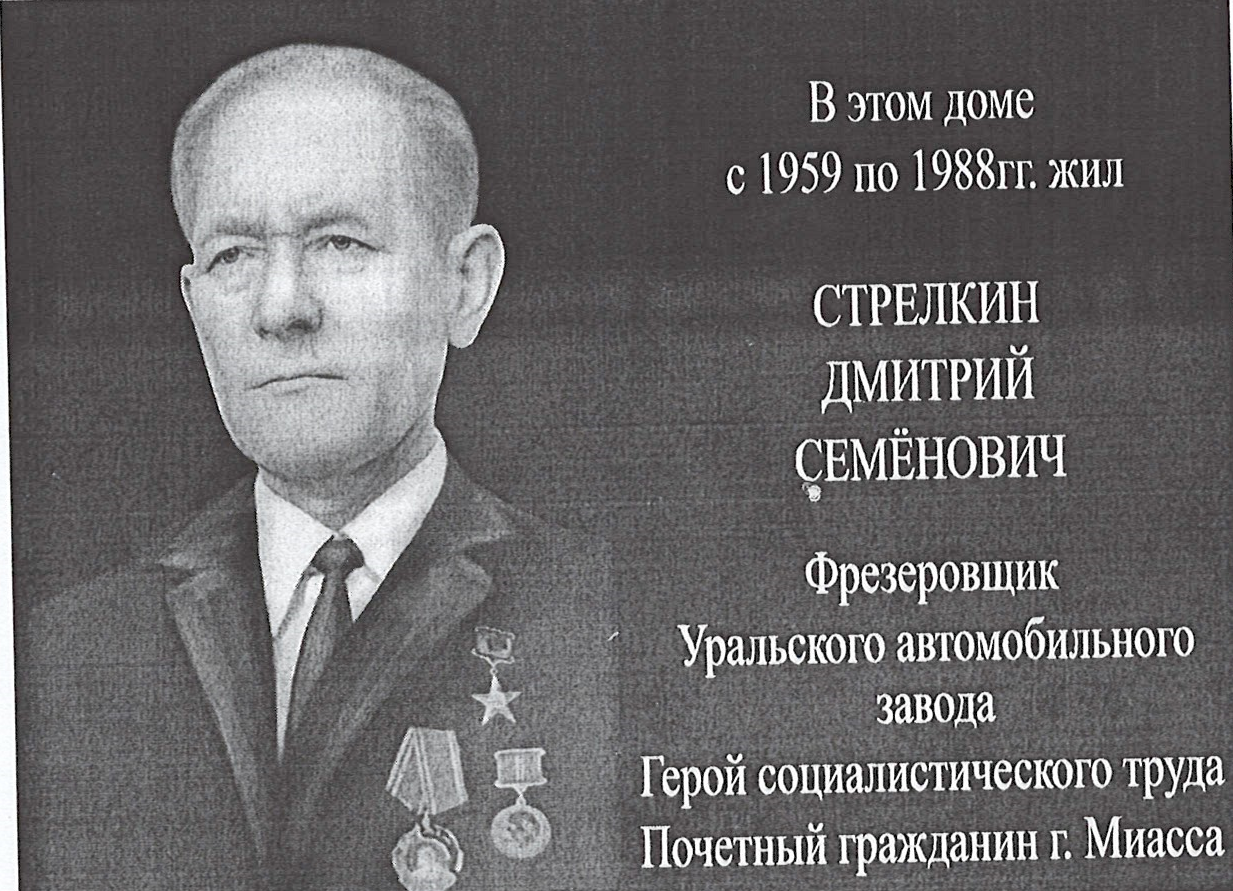 В этом доме
с 1959 по 1988гг. жил
СТРЕЛКИН
ДМИТРИЙ
СЕМЁНОВИЧ
Фрезеровщик
Уральского автомобильного
завода
Герой социалистического труда
Почетный гражданин г. Миасса